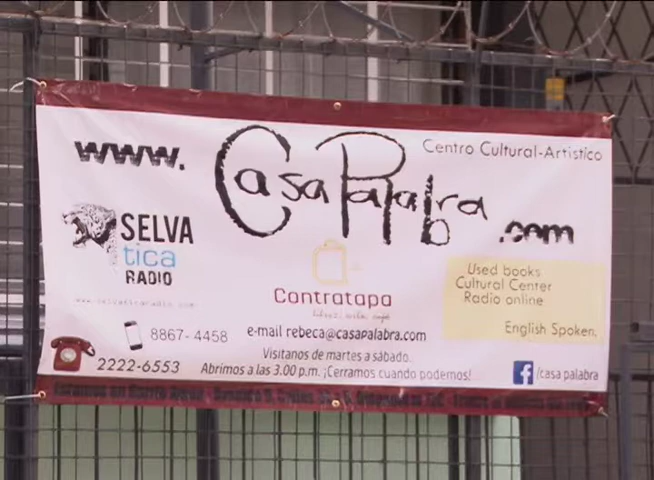 www. CasaPalabra .com
Centro Cultural-Artístico
SELVA
tica
RADIO
Contratapa
Used books
Cultural Center
Radio online
English Spoken.
8867-4458
e-mail rebeca@casapalabra.com
2222-6553
Visitanos de martes a sábado.
Abrimos a las 3.00 p.m. ¡Cerramos cuando podemos!
f /casa palabra